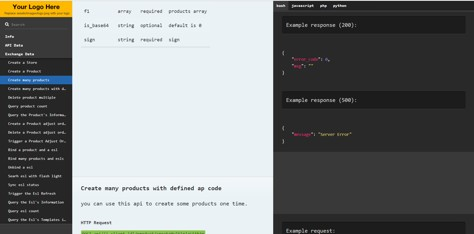 Your Logo Here
Search
Info
API Data
Exchange Data
Create a Store
Create a Product
Create many products
Create many products with d..
Delete product multiple
Query product count
Query the Product's Informa..
Create a Product adjust ord..
Delete a Product adjust ord..
Trigger a Product Adjust Or..
Bind a product and a esl
Bind many products and esls
Unbind a esl
Seach esl with Flash light
Sync esl status
Trigger the Esl Refresh
Query the Esl's Information
Query esl count
Query the Esl's Templates i..
f1 array required products array
is_base64 string optional default is 0
sign string required sign
Create many products with defined ap code
you can use this api to create some products one time.
HTTP Request
bash javascript php python
Example response (200):
{
"error_code": 0,
"msg": ""
}
Example response (500):
{
"message": "Server Error"
}
Example request: